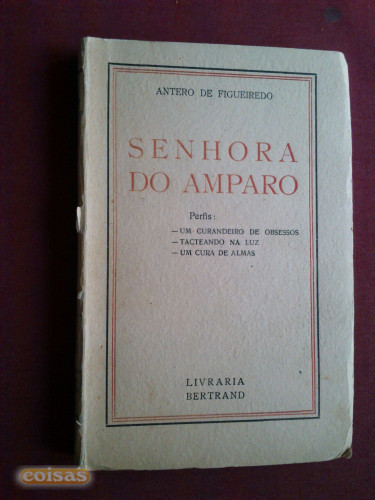 ANTERO DE FIGUEIREDO
SENHORA
DO AMPARO
Perfis:
— UM CURANDEIRO DE OBSESSOS
— TACTEANDO NA LUZ
— UM CURA DE ALMAS
LIVRARIA
BERTRAND
coisas